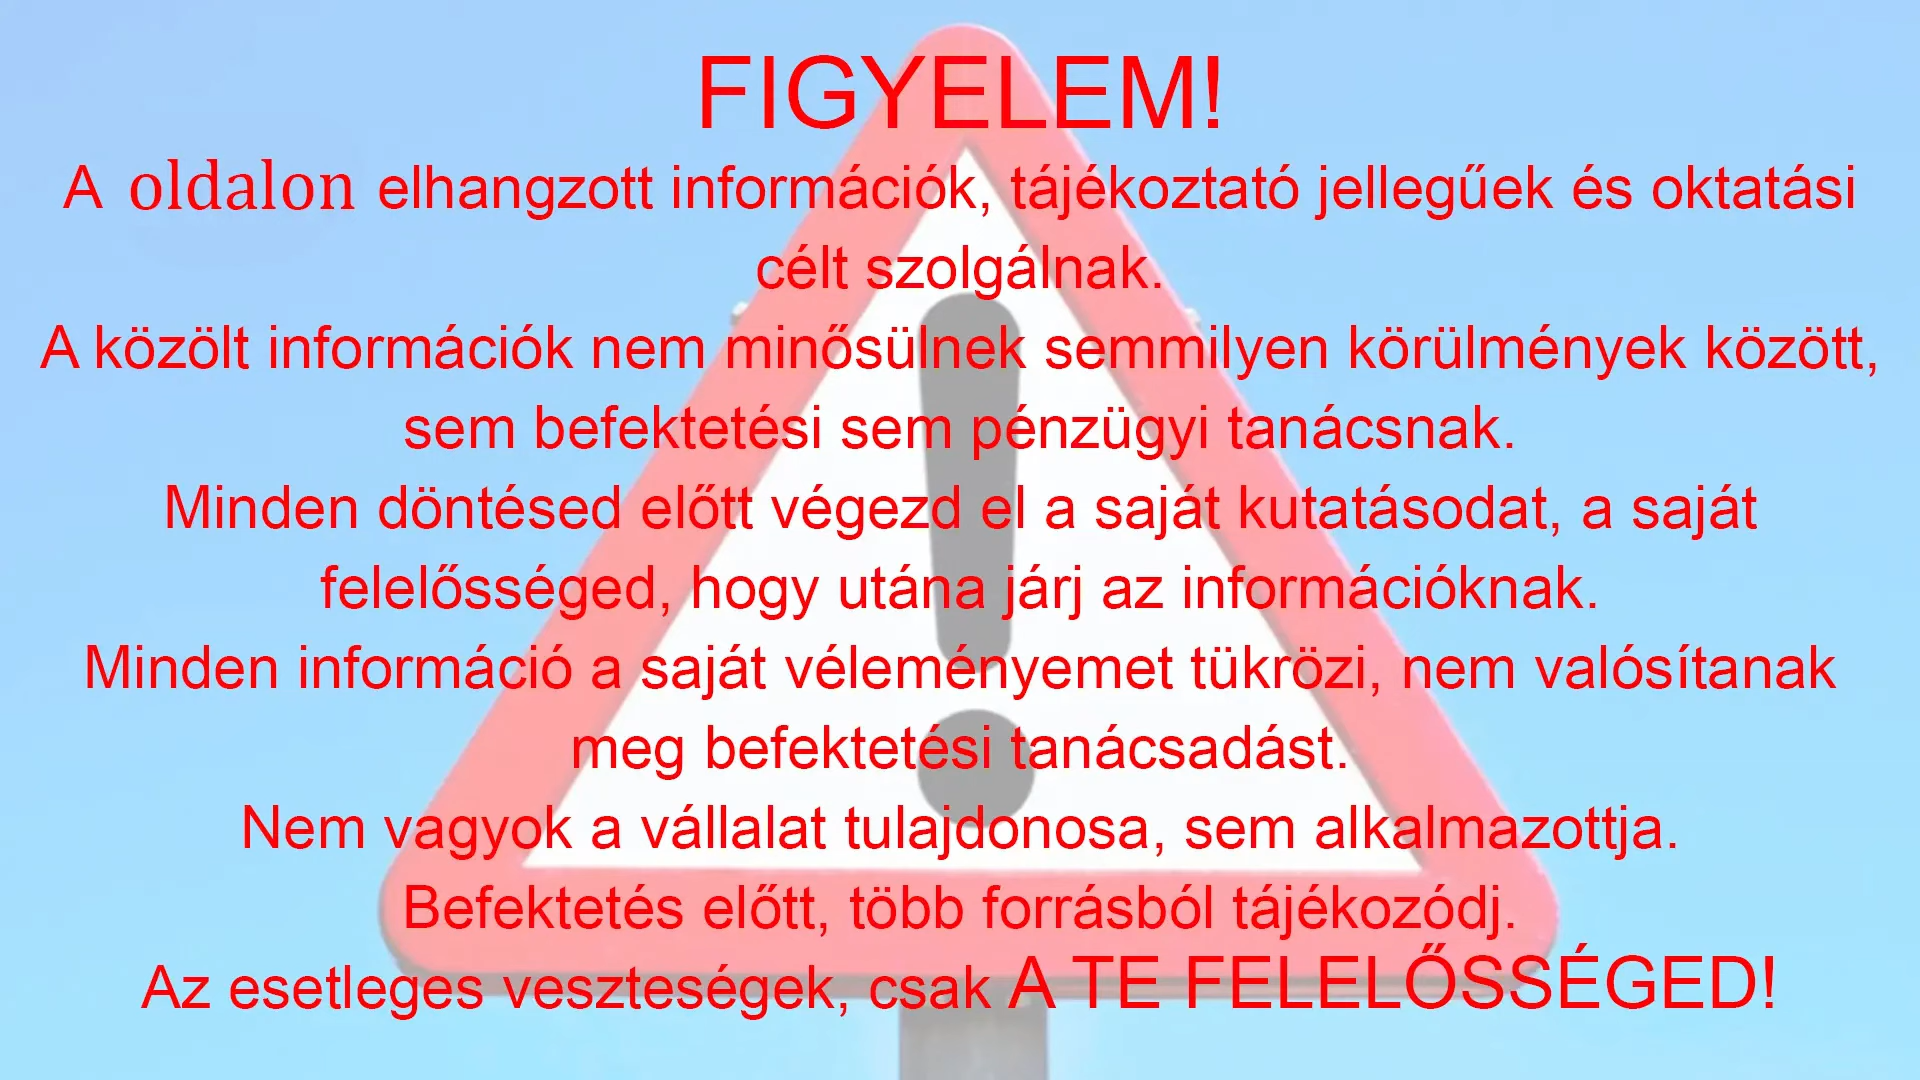 FIGYELEM!
A oldalon elhangzott információk, tájékoztató jellegűek és oktatási
célt szolgálnak.
A közölt információk nem minősülnek semmilyen körülmények között,
sem befektetési sem pénzügyi tanácsnak.
Minden döntésed előtt végezd el a saját kutatásodat, a saját
felelősséged, hogy utána járj az információknak.
Minden információ a saját véleményemet tükrözi, nem valósítanak
meg befektetési tanácsadást.
Nem vagyok a vállalat tulajdonosa, sem alkalmazottja.
Befektetés előtt, több forrásból tájékozódj.
Az esetleges veszteségek, csak A TE FELELŐSSÉGED!